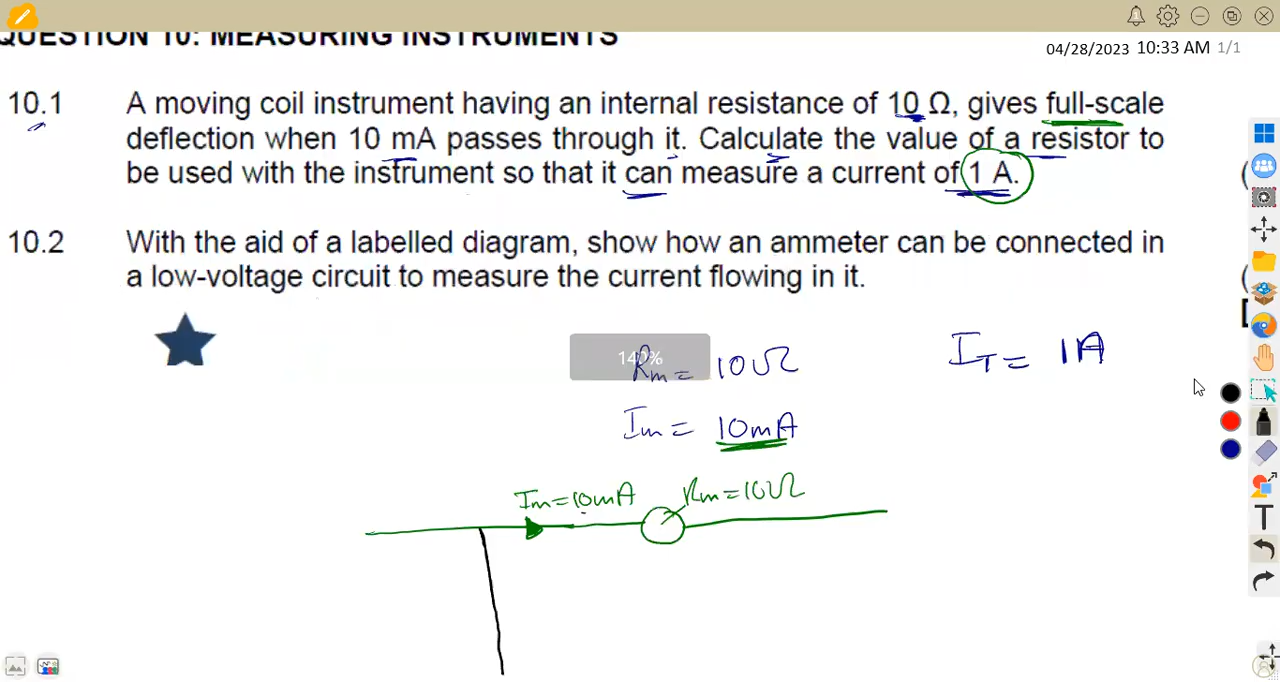 QUESTION 10: MEASURING INSTRUMENTS
04/28/2023 10:33 AM 1/1
10.1 A moving coil instrument having an internal resistance of 10 Ω, gives full-scale
deflection when 10 mA passes through it. Calculate the value of a resistor to
be used with the instrument so that it can measure a current of 1 A.
10.2 With the aid of a labelled diagram, show how an ammeter can be connected in
a low-voltage circuit to measure the current flowing in it.
140%
Rm = 10Ω
IT = 1A
Im = 10mA
Im=10mA
Rm=10Ω